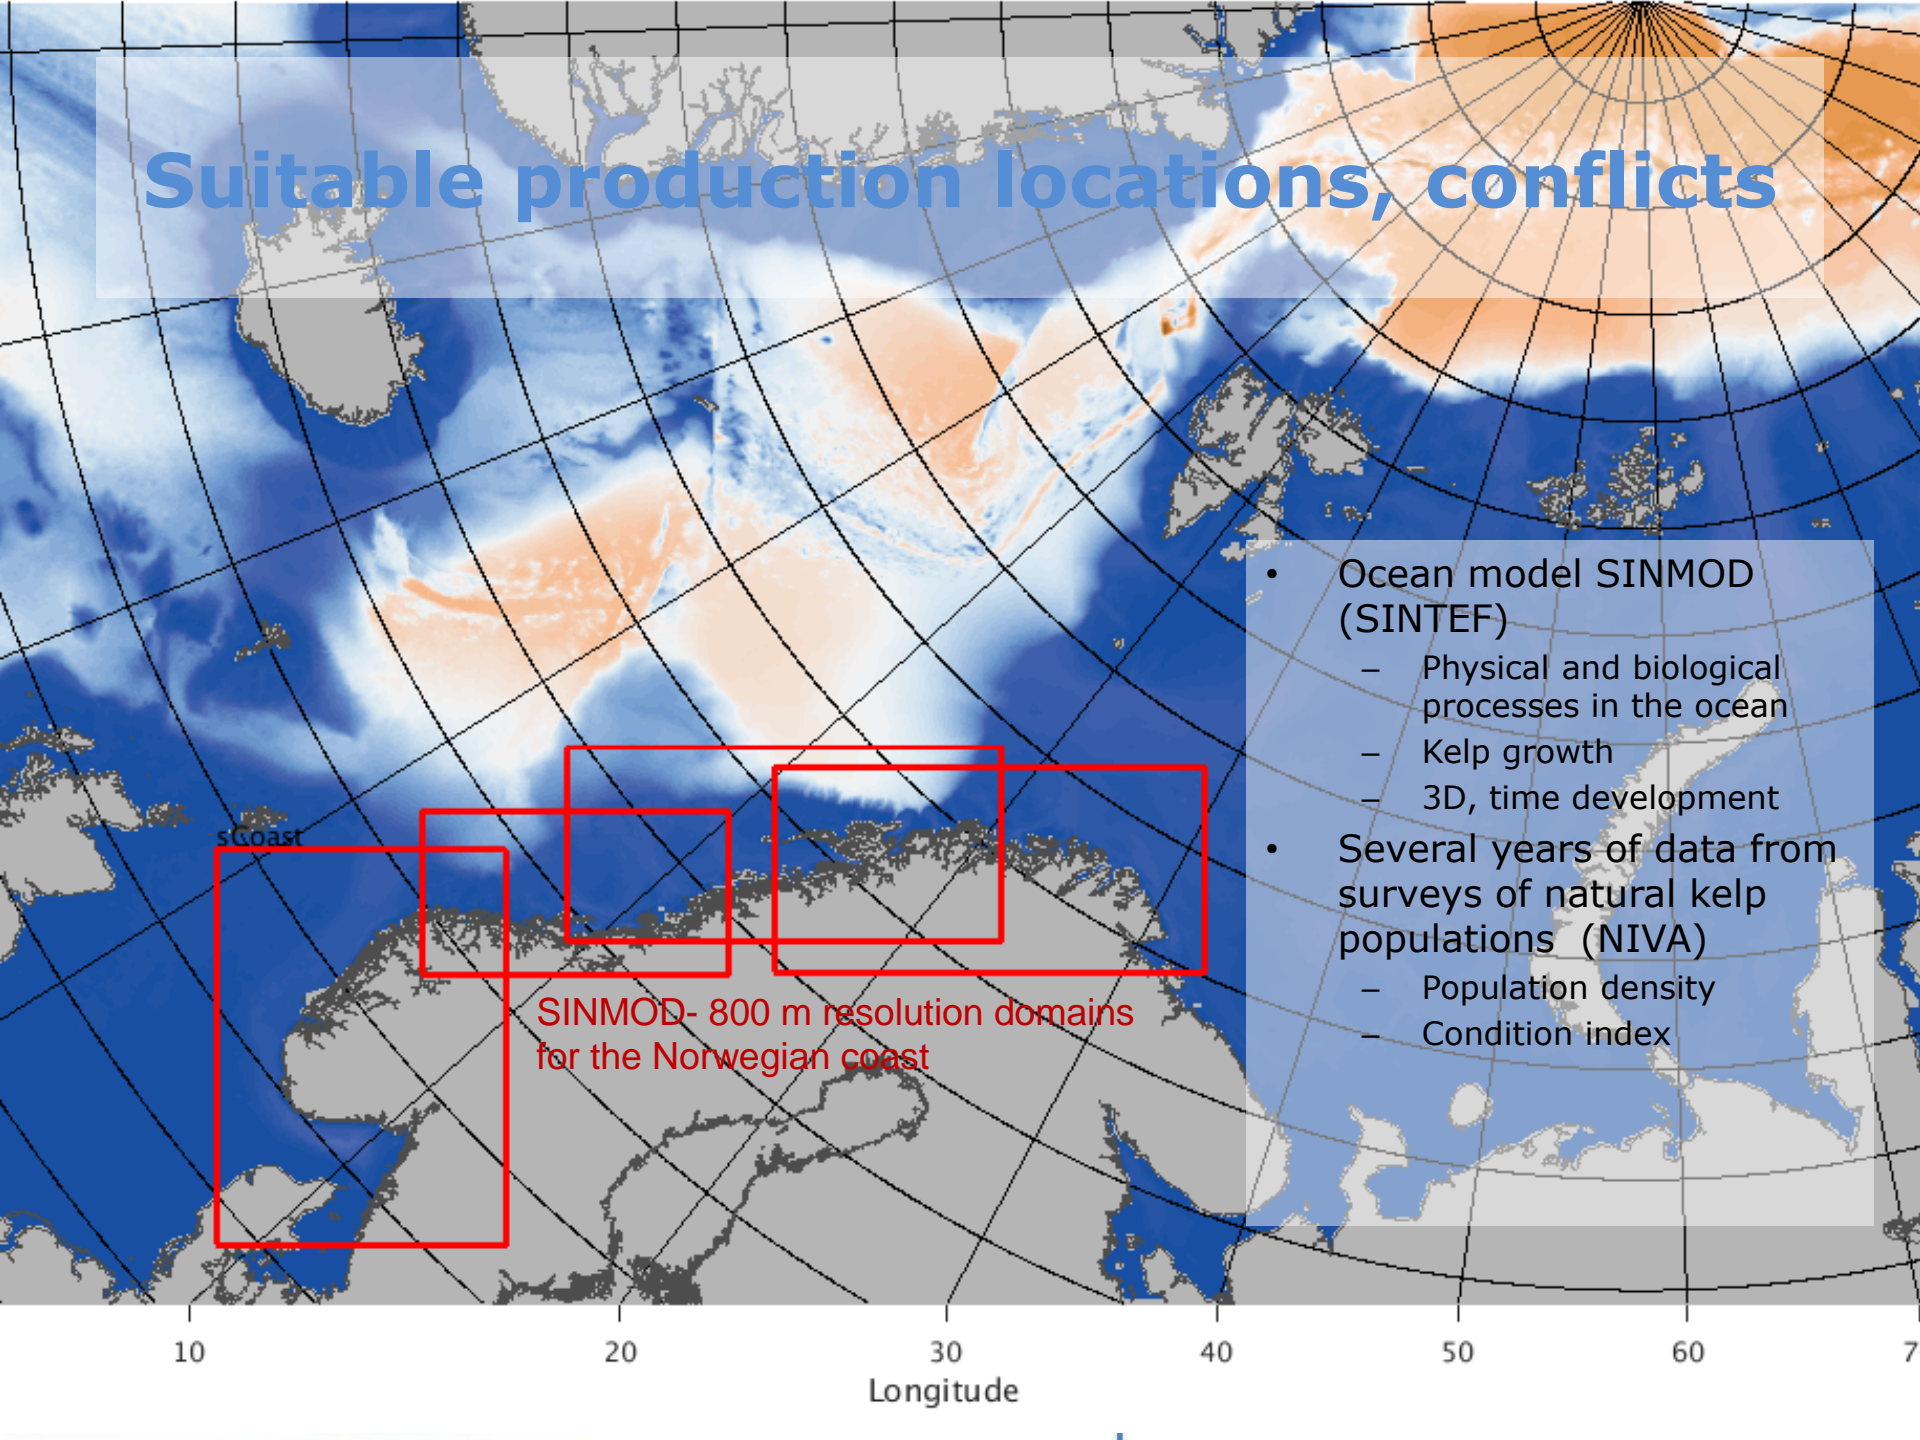 Suitable production locations, conflicts
• Ocean model SINMOD
(SINTEF)
– Physical and biological
processes in the ocean
– Kelp growth
– 3D, time development
• Several years of data from
surveys of natural kelp
populations (NIVA)
– Population density
– Condition index
sCoast
SINMOD- 800 m resolution domains
for the Norwegian coast
10 20 30 40 50 60 7
Longitude